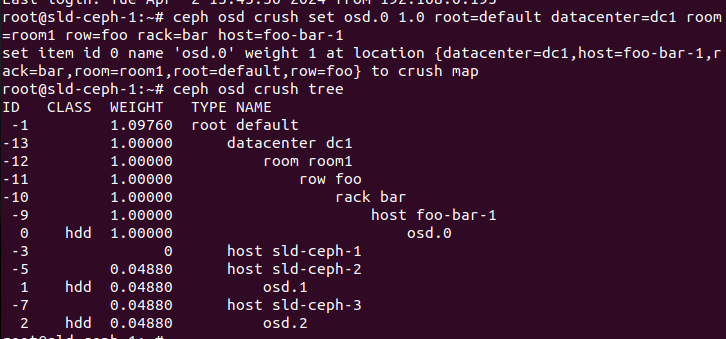 Last login: Tue Apr  2 13:43:56 2024 from 192.168.0.193
root@sld-ceph-1:~# ceph osd crush set osd.0 1.0 root=default datacenter=dc1 room
=room1 row=foo rack=bar host=foo-bar-1
set item id 0 name 'osd.0' weight 1 at location {datacenter=dc1,host=foo-bar-1,r
ack=bar,room=room1,root=default,row=foo} to crush map
root@sld-ceph-1:~# ceph osd crush tree
ID   CLASS  WEIGHT   TYPE NAME
 -1         1.09760  root default
-13         1.00000      datacenter dc1
-12         1.00000          room room1
-11         1.00000              row foo
-10         1.00000                  rack bar
 -9         1.00000                      host foo-bar-1
  0    hdd  1.00000                          osd.0
 -3               0      host sld-ceph-1
 -5         0.04880      host sld-ceph-2
  1    hdd  0.04880          osd.1
 -7         0.04880      host sld-ceph-3
  2    hdd  0.04880          osd.2
root@sld-ceph-1:~#